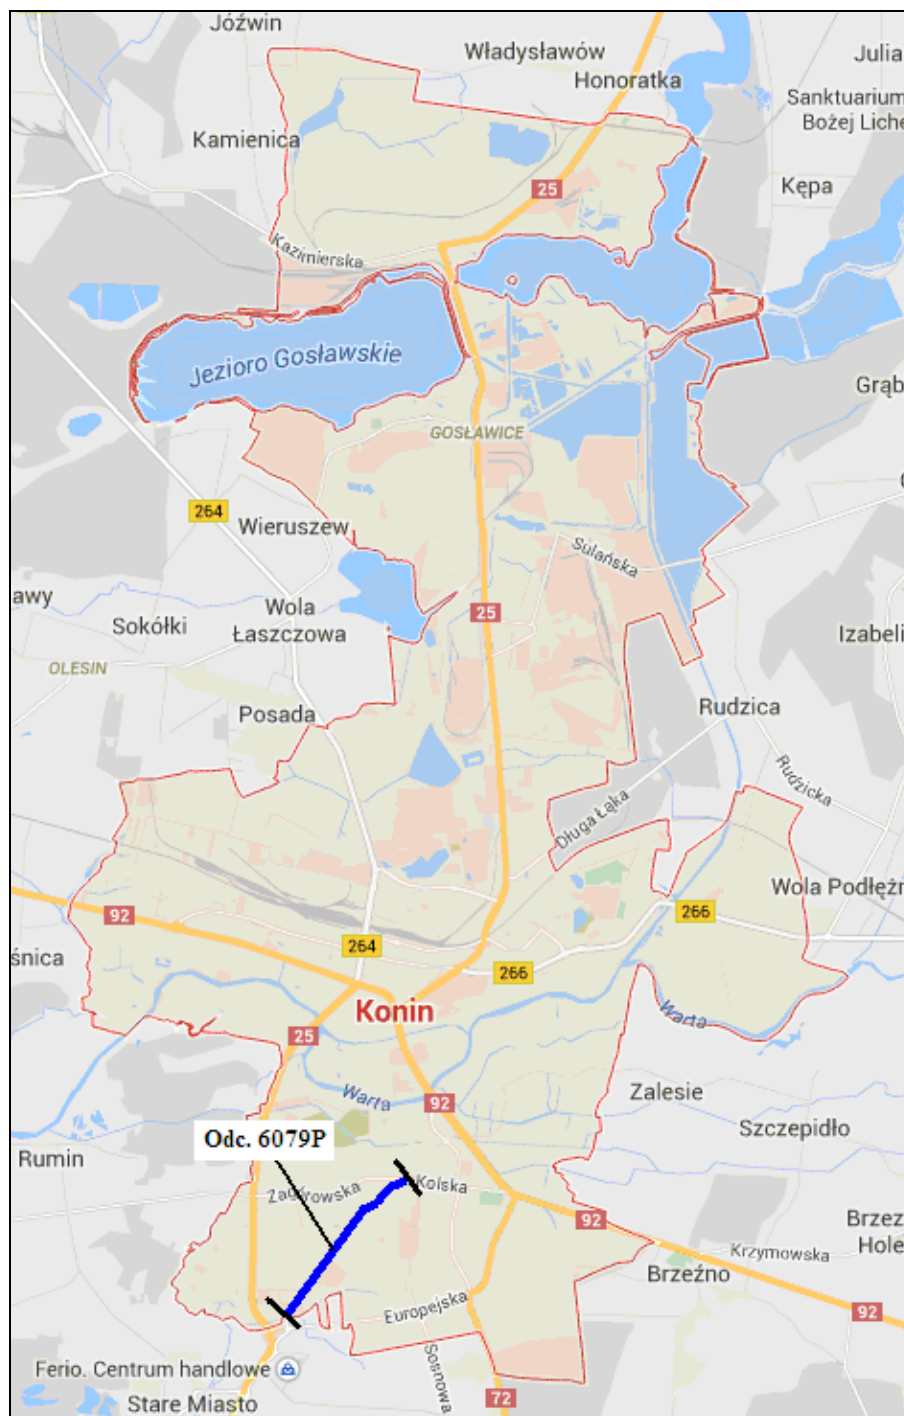 Jóźwin
Władysławów
Julia
Honoratka
Sanktuarium
Bożej Liche
Kamienica
Kępa
25
Kazimierska
Jezioro Gosławskie
Grąb
GOSŁAWICE
264
Wieruszew
Sulańska
awy
Wola
Łaszczowa
25
Sokółki
Izabeli
OLESIN
Posada
Rudzica
Rudzicka
Długa Łąka
Wola Podłężn
92
266
264
śnica
266
Konin
Warta
25
Warta
92
Zalesie
Szczepidło
Odc. 6079P
Rumin
Zagórowska
Kolska
92
Brzez
Hole
Krzymowska
Brzeźno
Europejska
92
Ferio. Centrum handlowe
Sosnowa
Stare Miasto
72